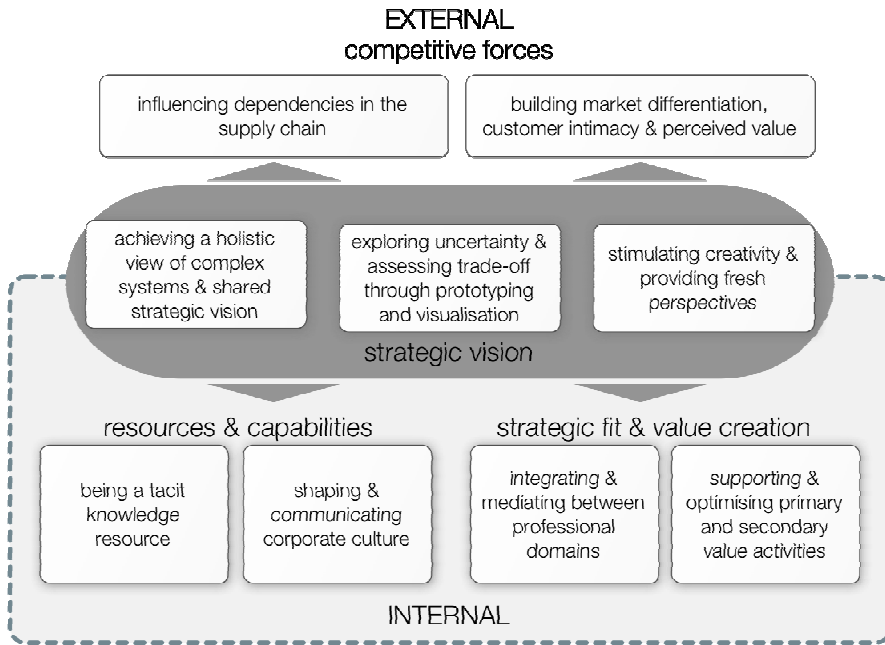 EXTERNAL
competitive forces
influencing dependencies in the
supply chain
building market differentiation,
customer intimacy & perceived value
achieving a holistic
view of complex
systems & shared
strategic vision
exploring uncertainty &
assessing trade-off
through prototyping
and visualisation
stimulating creativity &
providing fresh
perspectives
strategic vision
resources & capabilities
strategic fit & value creation
being a tacit
knowledge
resource
shaping &
communicating
corporate culture
integrating &
mediating between
professional
domains
supporting &
optimising primary
and secondary
value activities
INTERNAL